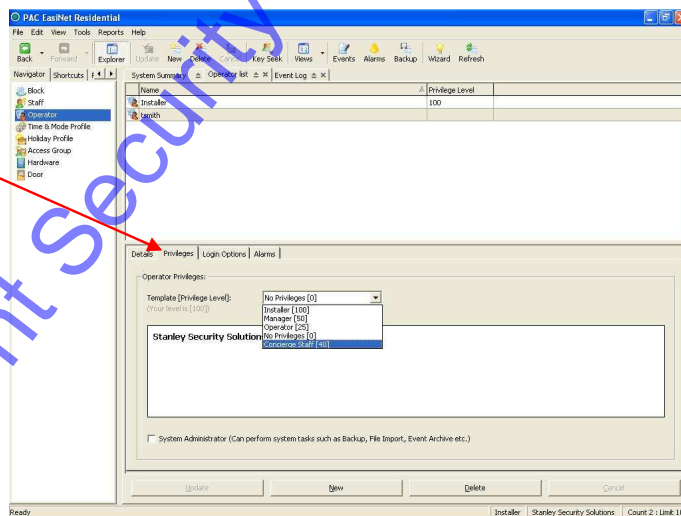 PAC EasiNet Residential
File Edit View Tools Reports Help
Back Forward Explorer Update New Delete Cancel Key Seek Views Events Alarms Backup Wizard Refresh
Navigator Shortcuts System Summary Operator list Event Log
Block
Staff
Operator
Time & Mode Profile
Holiday Profile
Access Group
Hardware
Door
Name Privilege Level
Installer 100
tsmith
Details Privileges Login Options Alarms
Operator Privileges:
Template [Privilege Level]: No Privileges [0]
(Your level is [100])
Installer [100]
Manager [50]
Operator [25]
No Privileges [0]
Concierge Staff [40]
Stanley Security Solution
System Administrator (Can perform system tasks such as Backup, File Import, Event Archive etc.)
Update New Delete Cancel
Ready Installer Stanley Security Solutions Count 2 : Limit 10
nt Security